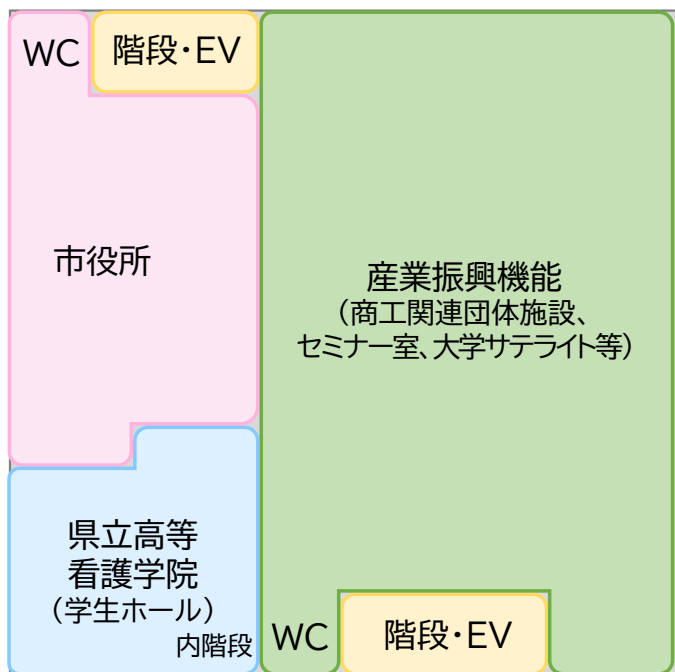 WC
階段・EV
市役所
産業振興機能
（商工関連団体施設、
セミナー室、大学サテライト等）
県立高等
看護学院
（学生ホール）
内階段
WC
階段・EV